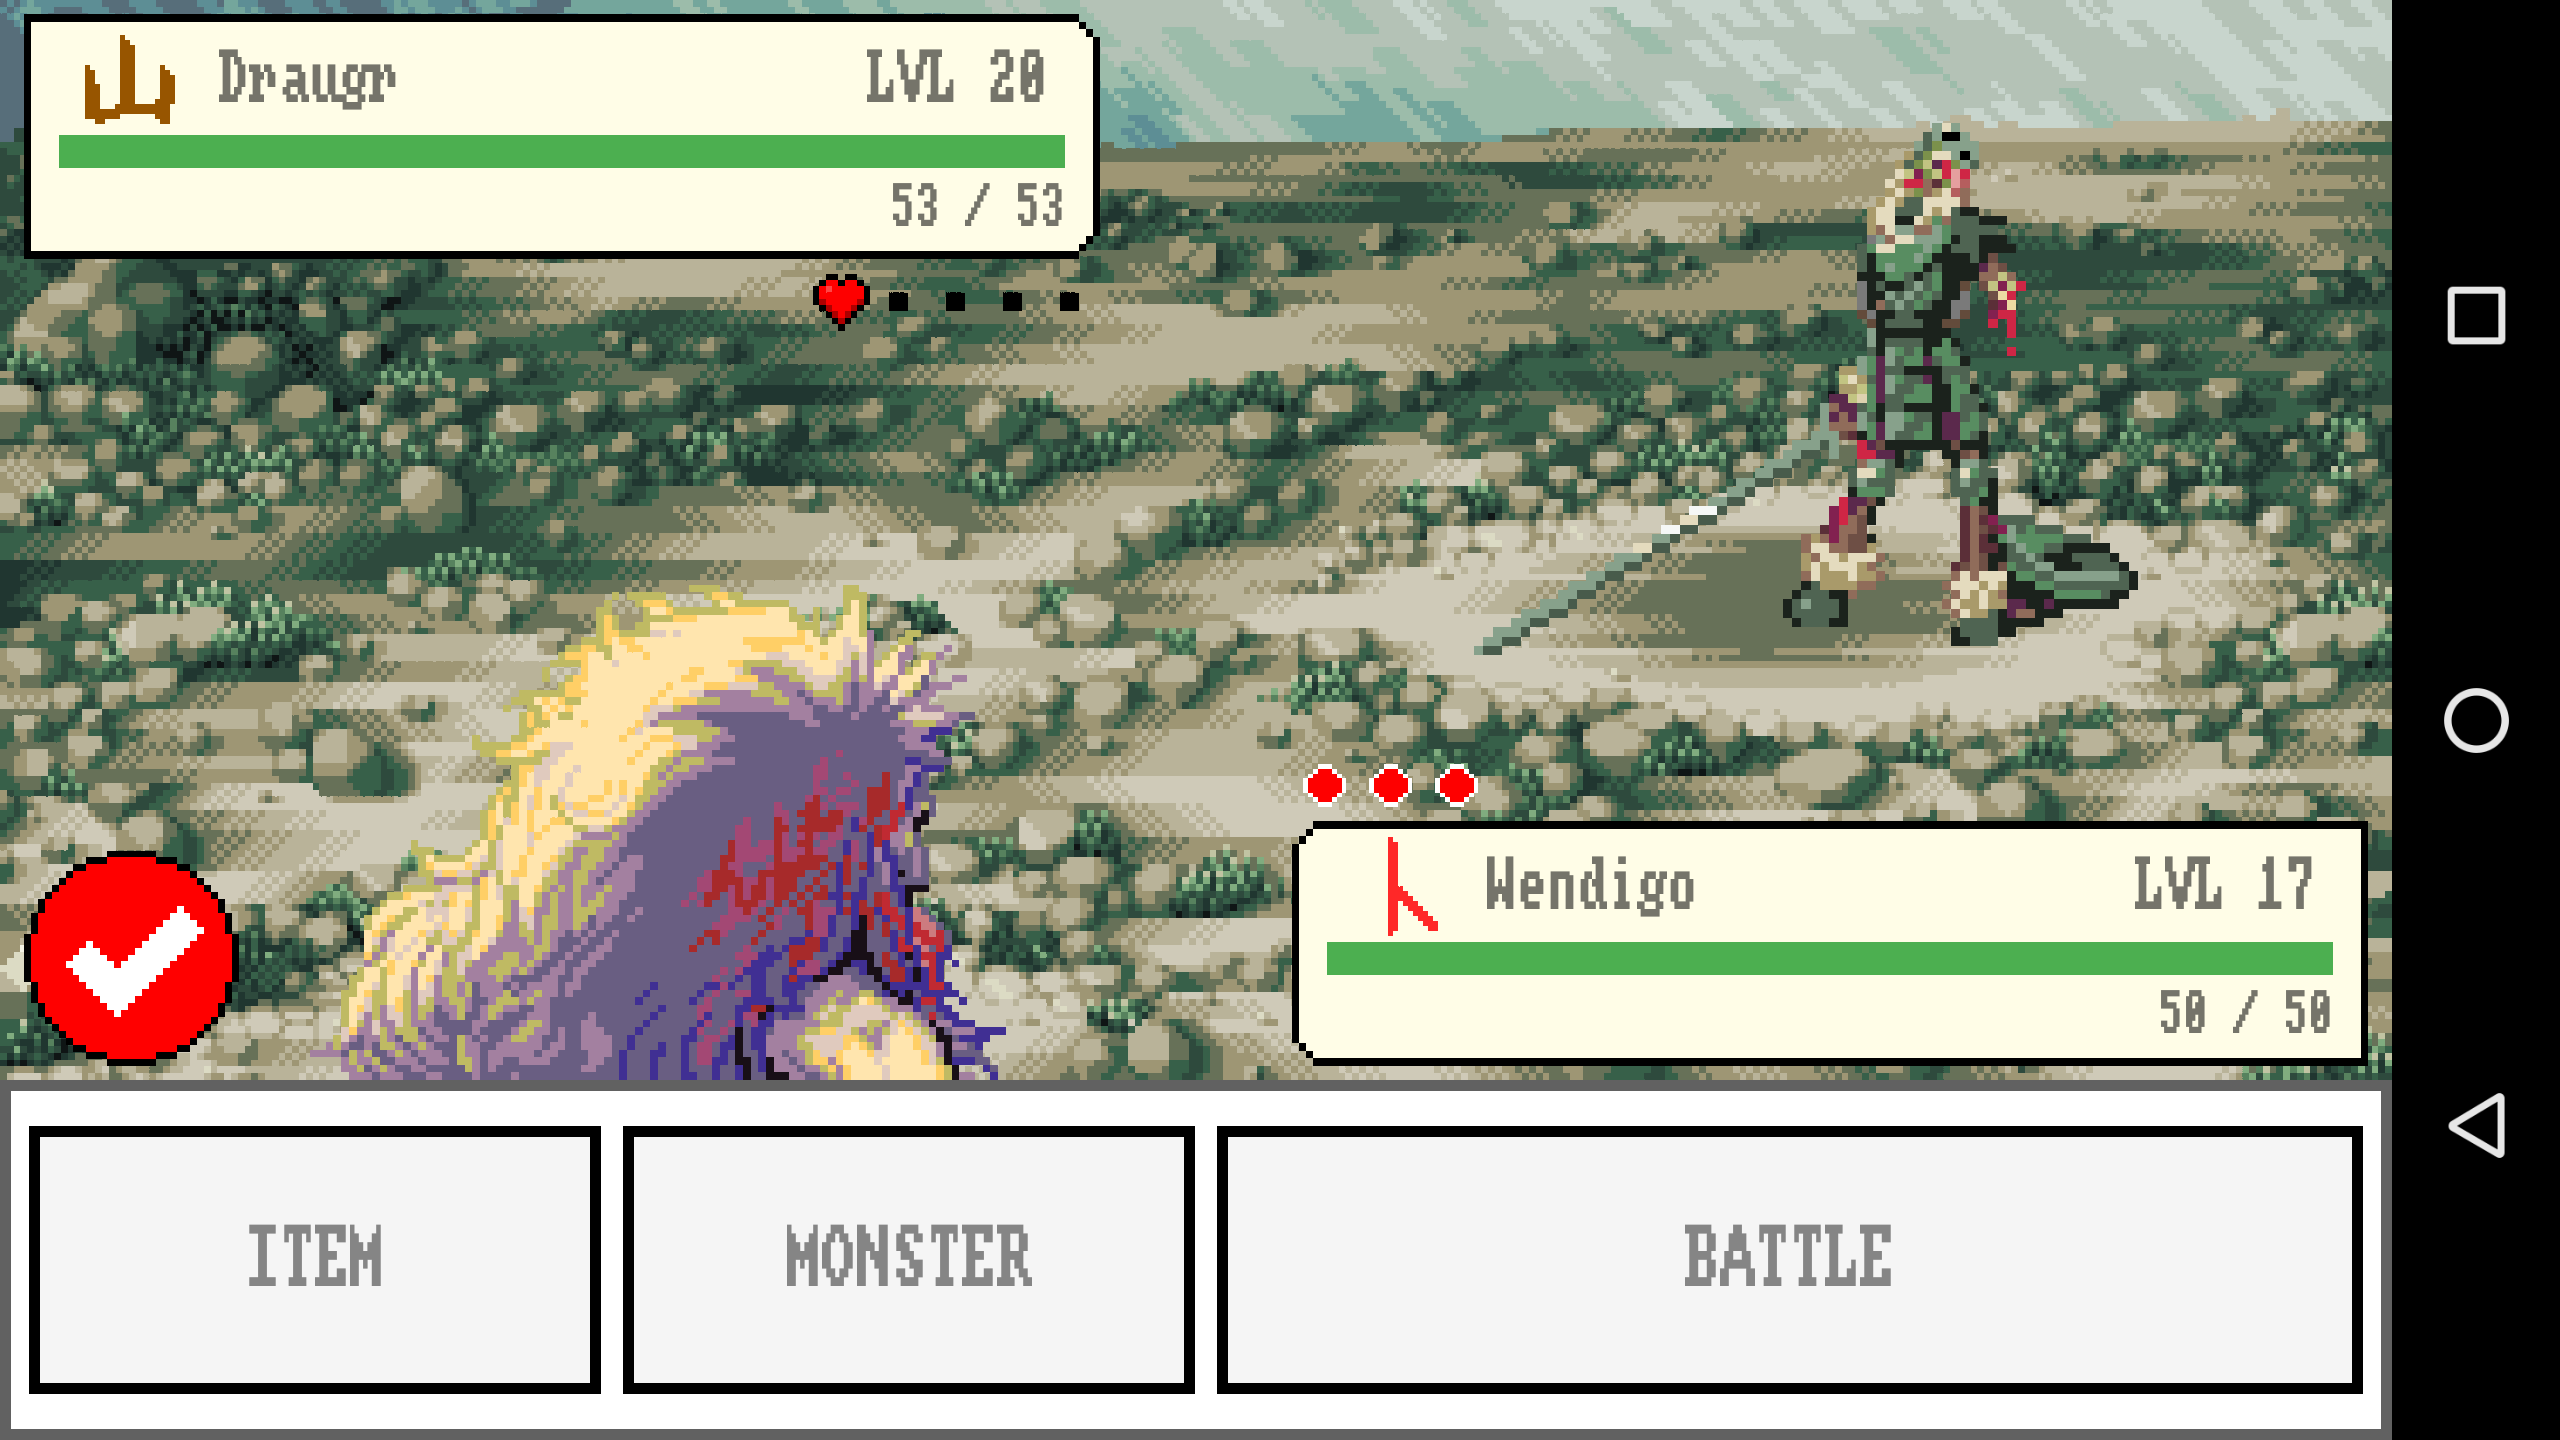 Draugr LVL 20
53 / 53
Wendigo LVL 17
50 / 50
ITEM MONSTER BATTLE